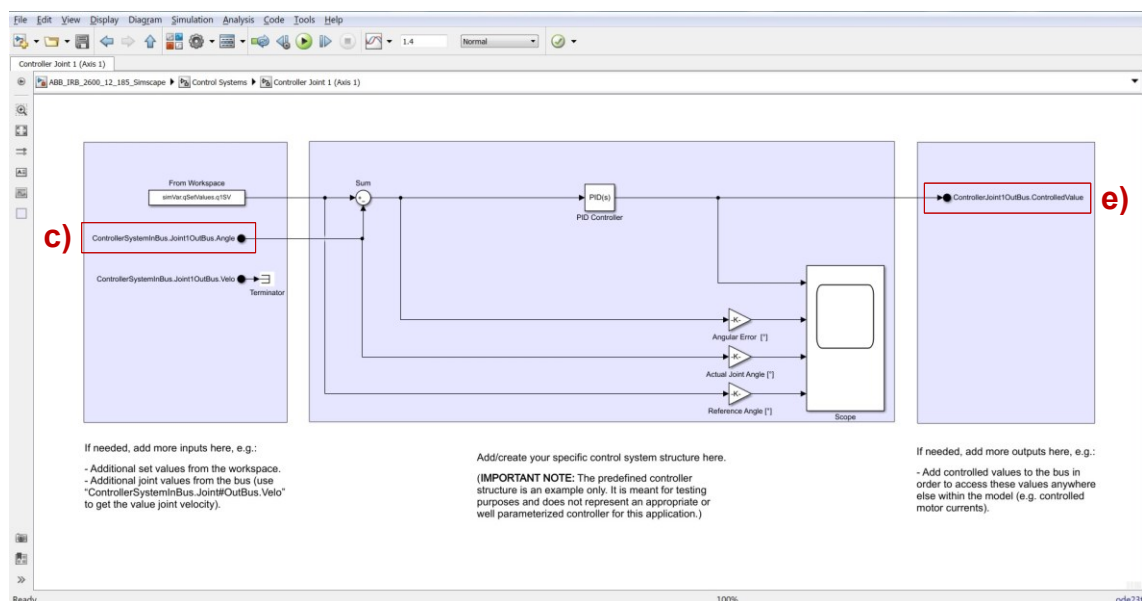 File Edit View Display Diagram Simulation Analysis Code Tools Help
1.4 Normal
Controller Joint 1 (Axis 1)
ABB_IRB_2600_12_185_Simscape Control Systems Controller Joint 1 (Axis 1)
From Workspace
simVar.qSetValues.q1SV
Sum
PID(s)
PID Controller
ControllerJoint1OutBus.ControlledValue
e)
c)
ControllerSystemInBus.Joint1OutBus.Angle
ControllerSystemInBus.Joint1OutBus.Velo
Terminator
-K-
Angular Error [°]
-K-
Actual Joint Angle [°]
-K-
Reference Angle [°]
Scope
If needed, add more inputs here, e.g.:
- Additional set values from the workspace.
- Additional joint values from the bus (use
"ControllerSystemInBus.Joint#OutBus.Velo"
to get the value joint velocity).
Add/create your specific control system structure here.
(IMPORTANT NOTE: The predefined controller
structure is an example only. It is meant for testing
purposes and does not represent an appropriate or
well parameterized controller for this application.)
If needed, add more outputs here, e.g.:
- Add controlled values to the bus in
order to access these values anywhere
else within the model (e.g. controlled
motor currents).
Ready 100%